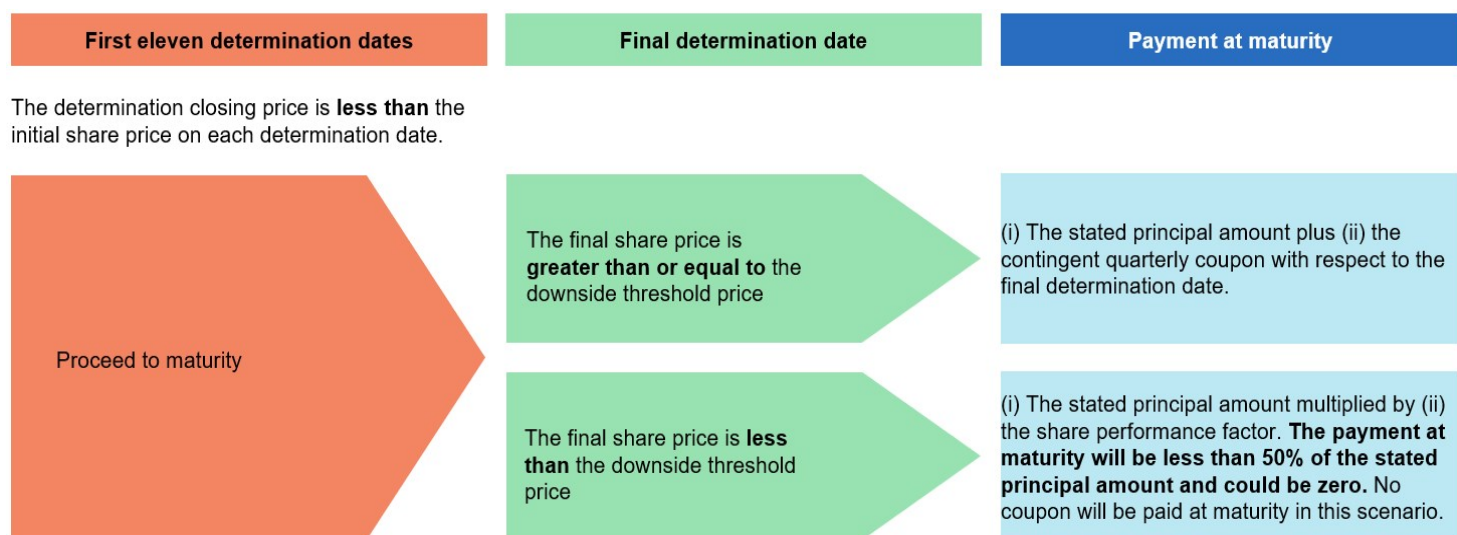 First eleven determination dates
Final determination date
Payment at maturity
The determination closing price is less than the
initial share price on each determination date.
Proceed to maturity
The final share price is
greater than or equal to the
downside threshold price
(i) The stated principal amount plus (ii) the
contingent quarterly coupon with respect to the
final determination date.
The final share price is less
than the downside threshold
price
(i) The stated principal amount multiplied by (ii)
the share performance factor. The payment at
maturity will be less than 50% of the stated
principal amount and could be zero. No
coupon will be paid at maturity in this scenario.